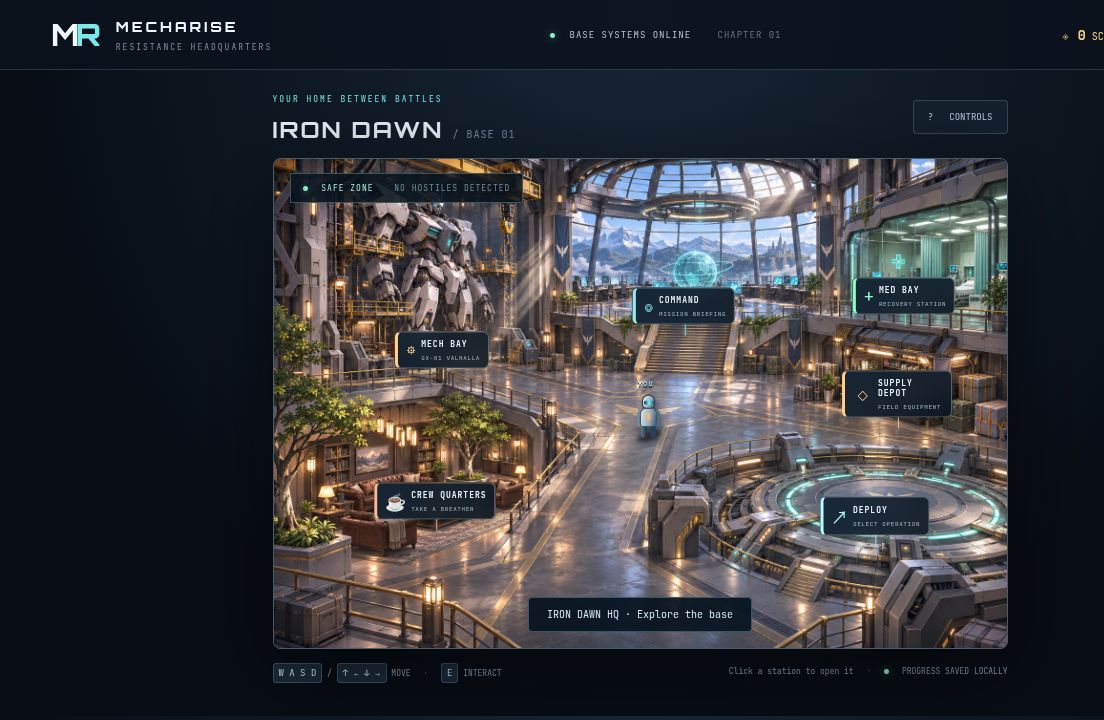 MR MECHARISE
RESISTANCE HEADQUARTERS
BASE SYSTEMS ONLINE CHAPTER 01
0 SC
YOUR HOME BETWEEN BATTLES
IRON DAWN / BASE 01
? CONTROLS
SAFE ZONE NO HOSTILES DETECTED
COMMAND
MISSION BRIEFING
MED BAY
RECOVERY STATION
MECH BAY
GX-01 VALHALLA
SUPPLY
DEPOT
FIELD EQUIPMENT
YOU
CREW QUARTERS
TAKE A BREATHER
DEPLOY
SELECT OPERATION
IRON DAWN HQ · Explore the base
W A S D / ↑ ← ↓ → MOVE · E INTERACT
Click a station to open it · PROGRESS SAVED LOCALLY